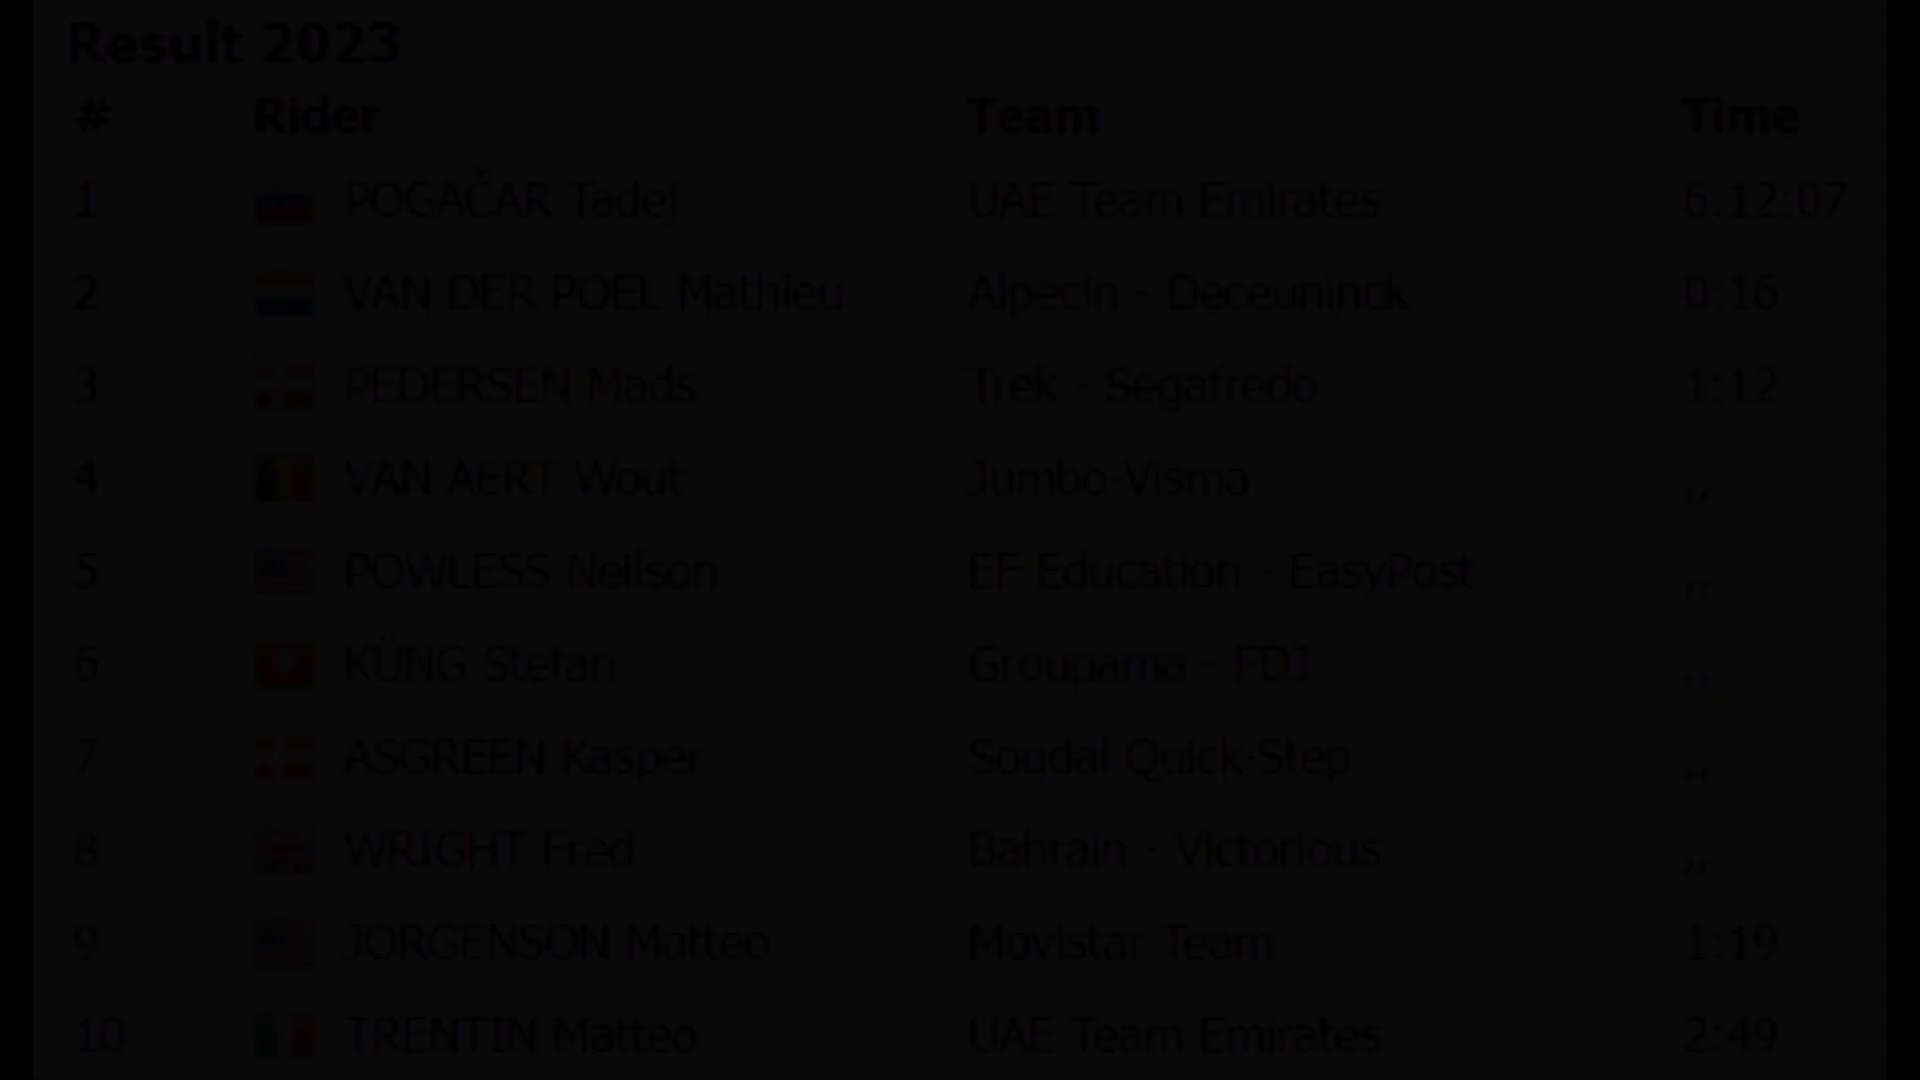 Result 2023
# Rider Team Time
1 POGAČAR Tadej UAE Team Emirates 6:12:07
2 VAN DER POEL Mathieu Alpecin - Deceuninck 0:16
3 PEDERSEN Mads Trek - Segafredo 1:12
4 VAN AERT Wout Jumbo-Visma ,,
5 POWLESS Neilson EF Education - EasyPost ,,
6 KÜNG Stefan Groupama - FDJ ,,
7 ASGREEN Kasper Soudal Quick-Step ,,
8 WRIGHT Fred Bahrain - Victorious ,,
9 JORGENSON Matteo Movistar Team 1:19
10 TRENTIN Matteo UAE Team Emirates 2:49